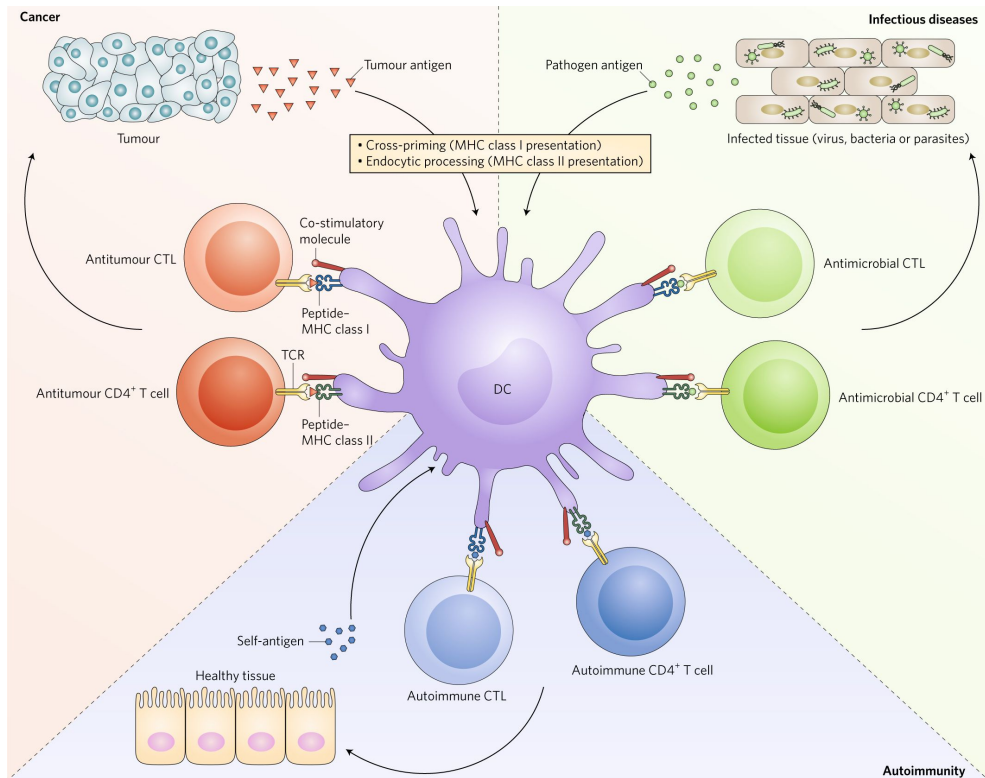 Cancer
Infectious diseases
Tumour antigen
Pathogen antigen
Tumour
Infected tissue (virus, bacteria or parasites)
• Cross-priming (MHC class I presentation)
• Endocytic processing (MHC class II presentation)
Co-stimulatory
molecule
Antitumour CTL
Antimicrobial CTL
Peptide–
MHC class I
TCR
DC
Antitumour CD4⁺ T cell
Antimicrobial CD4⁺ T cell
Peptide–
MHC class II
Self-antigen
Healthy tissue
Autoimmune CD4⁺ T cell
Autoimmune CTL
Autoimmunity